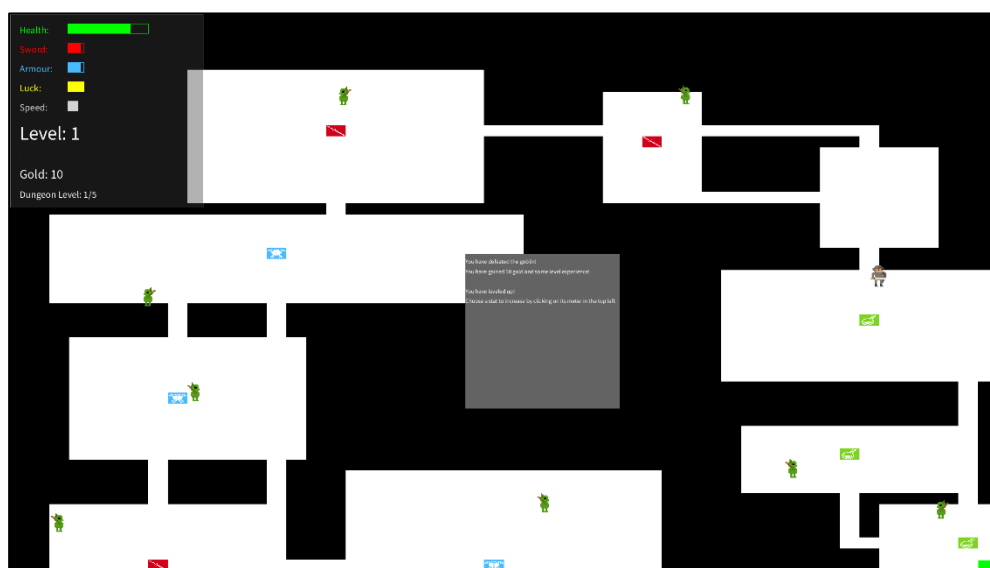 Health:
Sword:
Armour:
Luck:
Speed:
Level: 1
Gold: 10
Dungeon Level: 1/5
You have defeated the goblin!
You have gained 10 gold and some level experience!
You have leveled up!
Choose a stat to increase by clicking on its meter in the top left